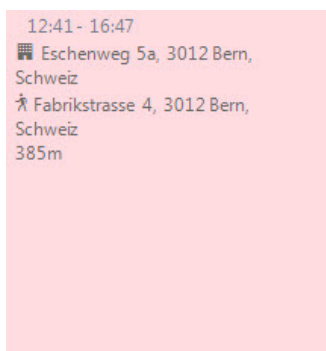 12:41 - 16:47
Eschenweg 5a, 3012 Bern,
Schweiz
Fabrikstrasse 4, 3012 Bern,
Schweiz
385m